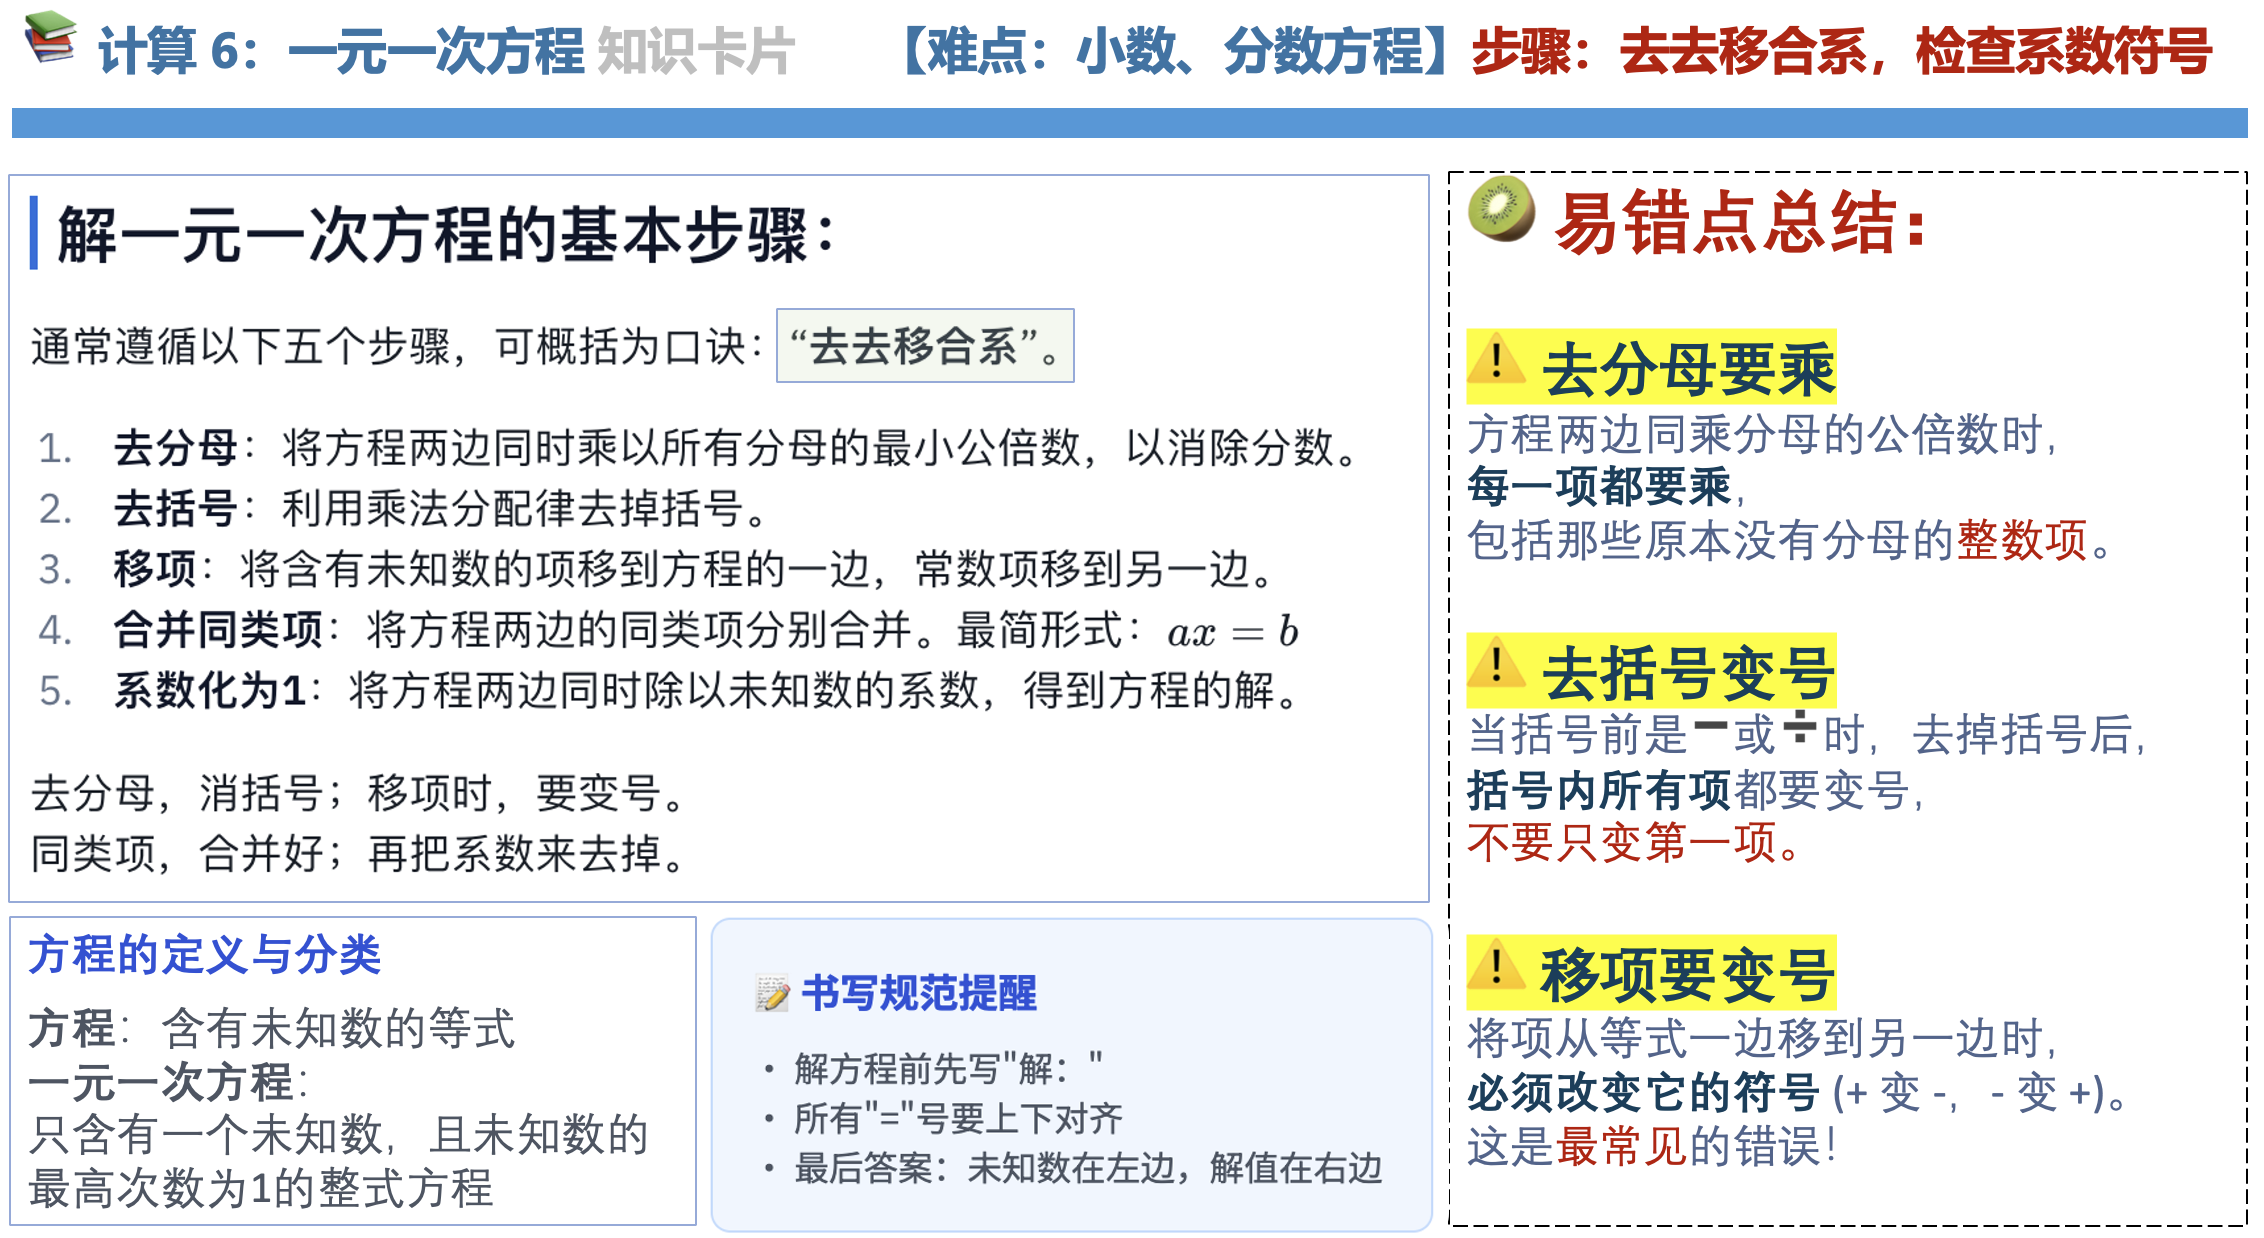 计算 6：一元一次方程 知识卡片 【难点：小数、分数方程】步骤：去去移合系，检查系数符号
解一元一次方程的基本步骤：
通常遵循以下五个步骤，可概括为口诀：“去去移合系”。
1. 去分母：将方程两边同时乘以所有分母的最小公倍数，以消除分数。
2. 去括号：利用乘法分配律去掉括号。
3. 移项：将含有未知数的项移到方程的一边，常数项移到另一边。
4. 合并同类项：将方程两边的同类项分别合并。最简形式：ax = b
5. 系数化为1：将方程两边同时除以未知数的系数，得到方程的解。
去分母，消括号；移项时，要变号。
同类项，合并好；再把系数来去掉。
方程的定义与分类
方程：含有未知数的等式
一元一次方程：
只含有一个未知数，且未知数的
最高次数为1的整式方程
书写规范提醒
• 解方程前先写"解："
• 所有"="号要上下对齐
• 最后答案：未知数在左边，解值在右边
易错点总结：
去分母要乘
方程两边同乘分母的公倍数时，
每一项都要乘，
包括那些原本没有分母的整数项。
去括号变号
当括号前是➖或➗时，去掉括号后，
括号内所有项都要变号，
不要只变第一项。
移项要变号
将项从等式一边移到另一边时，
必须改变它的符号 (+ 变 -，- 变 +)。
这是最常见的错误！